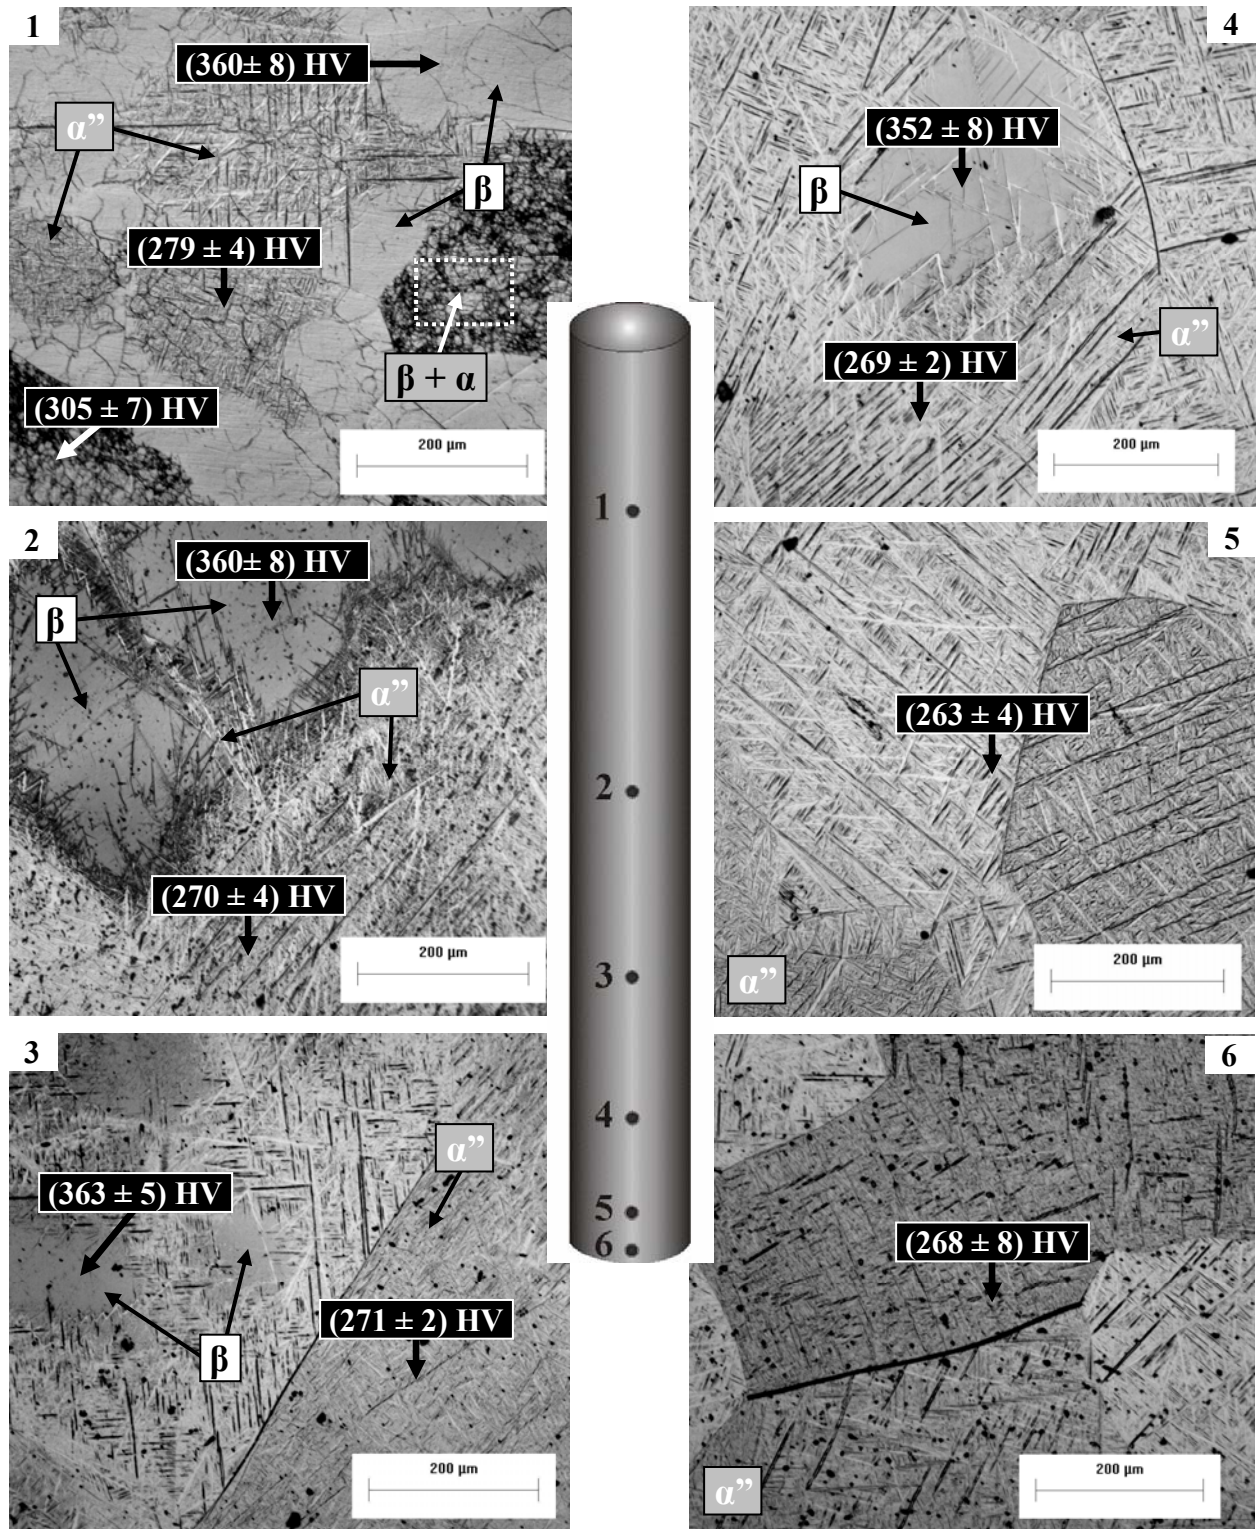 1
(360± 8) HV
α”
β
(279 ± 4) HV
β + α
(305 ± 7) HV
200 µm
2
(360± 8) HV
β
α”
(270 ± 4) HV
200 µm
3
α”
(363 ± 5) HV
(271 ± 2) HV
β
200 µm
1
2
3
4
5
6
4
(352 ± 8) HV
β
α”
(269 ± 2) HV
200 µm
5
(263 ± 4) HV
α”
200 µm
6
(268 ± 8) HV
α”
200 µm